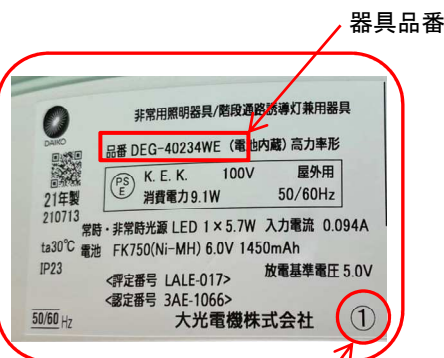 器具品番
非常用照明器具/階段通路誘導灯兼用器具
DAIKO
品番 DEG-40234WE (電池内蔵) 高力率形
PS E
K. E. K. 100V 屋外用
消費電力 9.1W 50/60Hz
21年製
210713
常時・非常時光源 LED 1×5.7W 入力電流 0.094A
ta30℃ 電池 FK750(Ni-MH) 6.0V 1450mAh
IP23
放電基準電圧 5.0V
<評定番号 LALE-017>
<認定番号 3AE-1066>
50/60 Hz
大光電機株式会社 ①